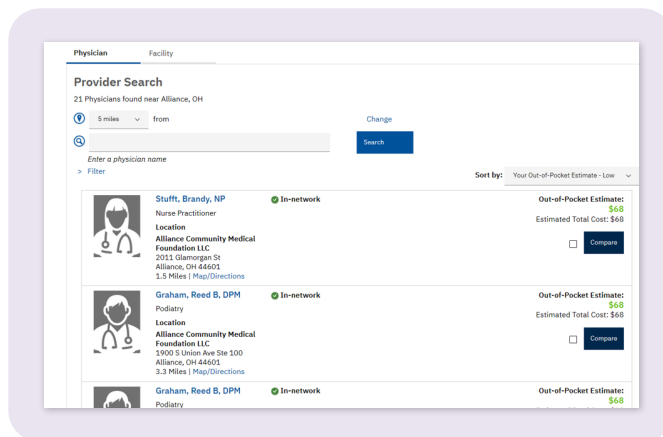 Physician Facility
Provider Search
21 Physicians found near Alliance, OH
5 miles from Change
Search
Enter a physician name
> Filter
Sort by: Your Out-of-Pocket Estimate - Low
Stufft, Brandy, NP In-network Out-of-Pocket Estimate:
$68
Nurse Practitioner Estimated Total Cost: $68
Location
Compare
Alliance Community Medical
Foundation LLC
2011 Glamorgan St
Alliance, OH 44601
1.5 Miles | Map/Directions
Graham, Reed B, DPM In-network Out-of-Pocket Estimate:
$68
Podiatry Estimated Total Cost: $68
Location
Compare
Alliance Community Medical
Foundation LLC
1900 S Union Ave Ste 100
Alliance, OH 44601
3.3 Miles | Map/Directions
Graham, Reed B, DPM In-network Out-of-Pocket Estimate:
$68
Podiatry